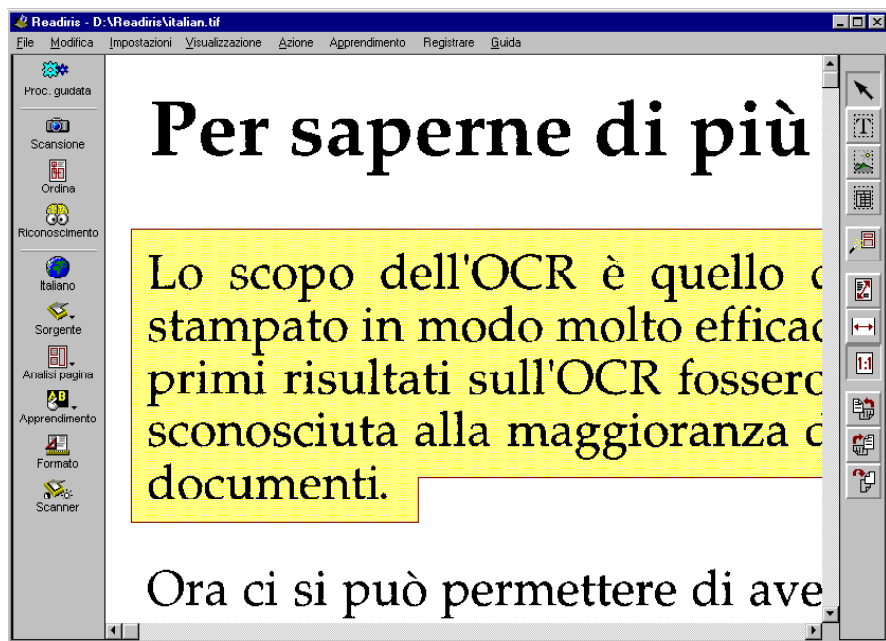 Readiris - D:\Readiris\italian.tif
File Modifica Impostazioni Visualizzazione Azione Apprendimento Registrare Guida
Proc. guidata
Scansione
Ordina
Riconoscimento
Italiano
Sorgente
Analisi pagina
Apprendimento
Formato
Scanner
Per saperne di più
Lo scopo dell'OCR è quello
stampato in modo molto efficac
primi risultati sull'OCR fossero
sconosciuta alla maggioranza d
documenti.
Ora ci si può permettere di ave
T
1:1